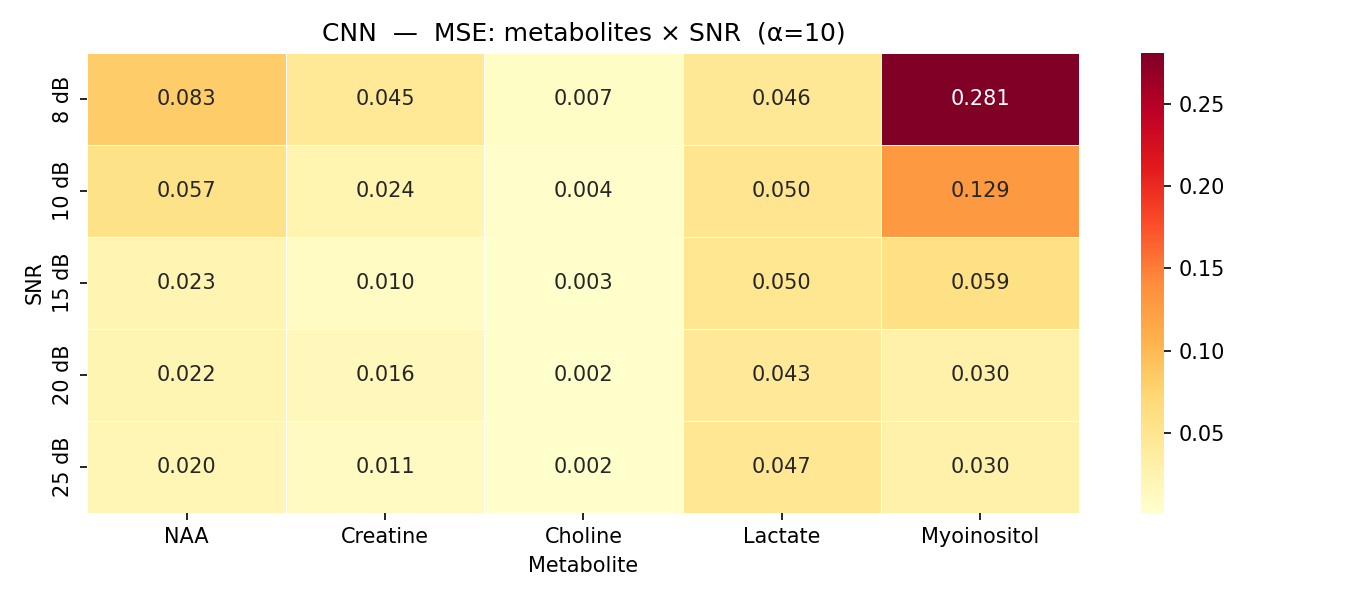 CNN — MSE: metabolites × SNR (α=10)
8 dB 0.083 0.045 0.007 0.046 0.281
10 dB 0.057 0.024 0.004 0.050 0.129
15 dB 0.023 0.010 0.003 0.050 0.059
20 dB 0.022 0.016 0.002 0.043 0.030
25 dB 0.020 0.011 0.002 0.047 0.030
SNR
NAA Creatine Choline Lactate Myoinositol
Metabolite
0.25
0.20
0.15
0.10
0.05